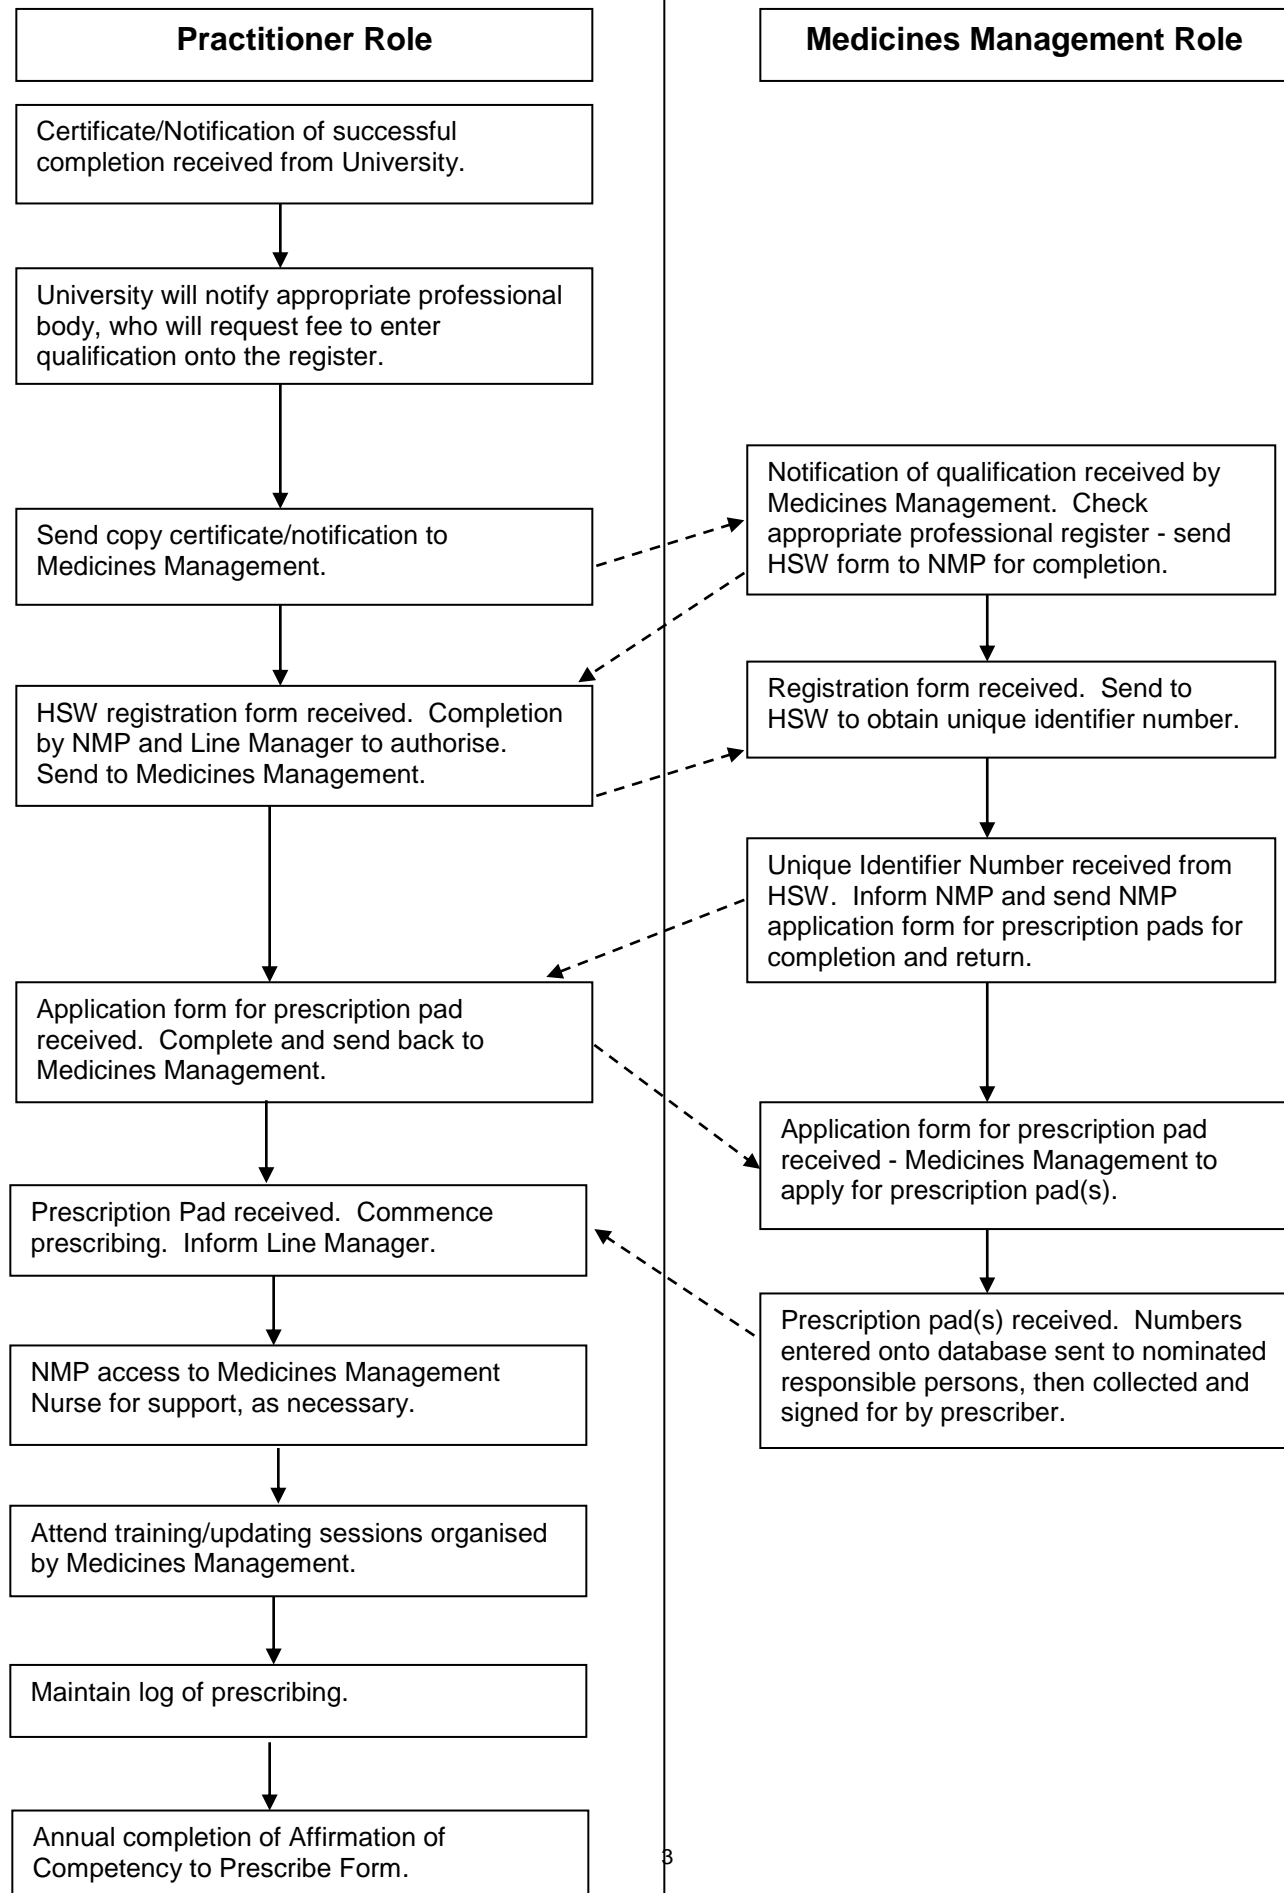 Practitioner Role
Medicines Management Role
Certificate/Notification of successful
completion received from University.
University will notify appropriate professional
body, who will request fee to enter
qualification onto the register.
Send copy certificate/notification to
Medicines Management.
Notification of qualification received by
Medicines Management.  Check
appropriate professional register - send
HSW form to NMP for completion.
HSW registration form received.  Completion
by NMP and Line Manager to authorise.
Send to Medicines Management.
Registration form received.  Send to
HSW to obtain unique identifier number.
Unique Identifier Number received from
HSW.  Inform NMP and send NMP
application form for prescription pads for
completion and return.
Application form for prescription pad
received.  Complete and send back to
Medicines Management.
Application form for prescription pad
received - Medicines Management to
apply for prescription pad(s).
Prescription Pad received.  Commence
prescribing.  Inform Line Manager.
Prescription pad(s) received.  Numbers
entered onto database sent to nominated
responsible persons, then collected and
signed for by prescriber.
NMP access to Medicines Management
Nurse for support, as necessary.
Attend training/updating sessions organised
by Medicines Management.
Maintain log of prescribing.
Annual completion of Affirmation of
Competency to Prescribe Form.
3